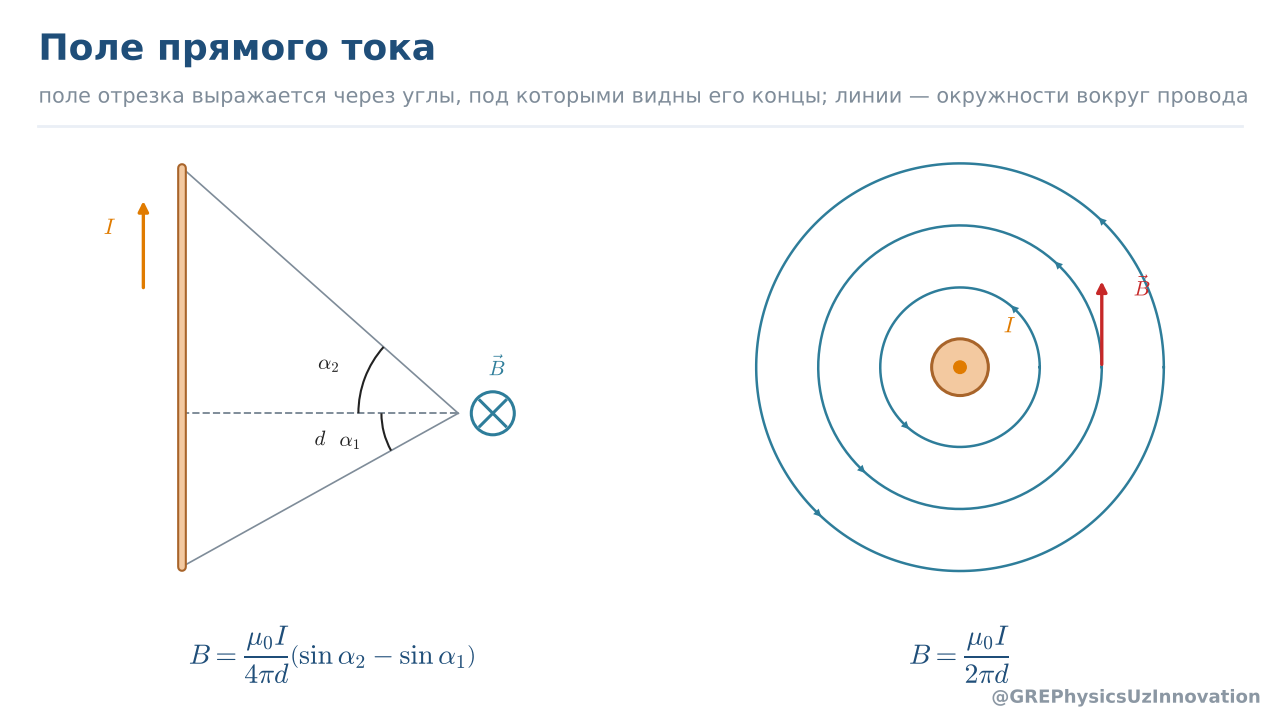 Поле прямого тока
поле отрезка выражается через углы, под которыми видны его концы; линии — окружности вокруг провода
I
α₂
d α₁
B⃗
I
B⃗
B = μ₀I/4πd (sin α₂ − sin α₁)
B = μ₀I/2πd
@GREPhysicsUzInnovation